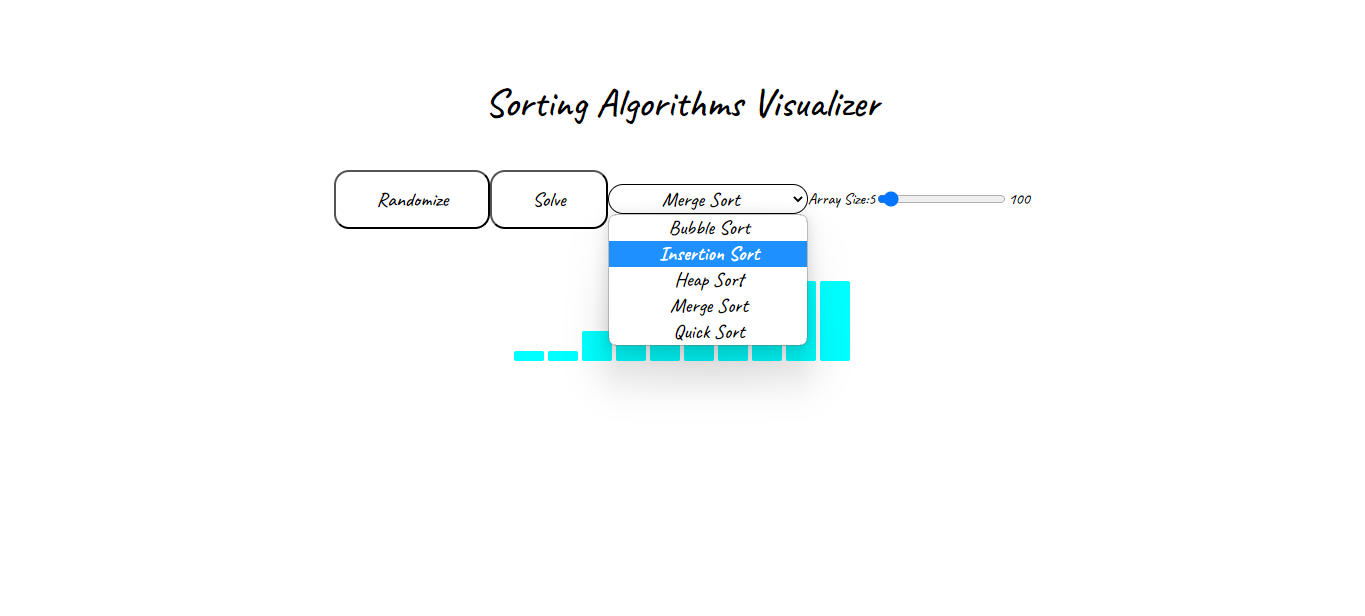 Sorting Algorithms Visualizer
Randomize Solve Merge Sort Array Size:5 100
Bubble Sort
Insertion Sort
Heap Sort
Merge Sort
Quick Sort